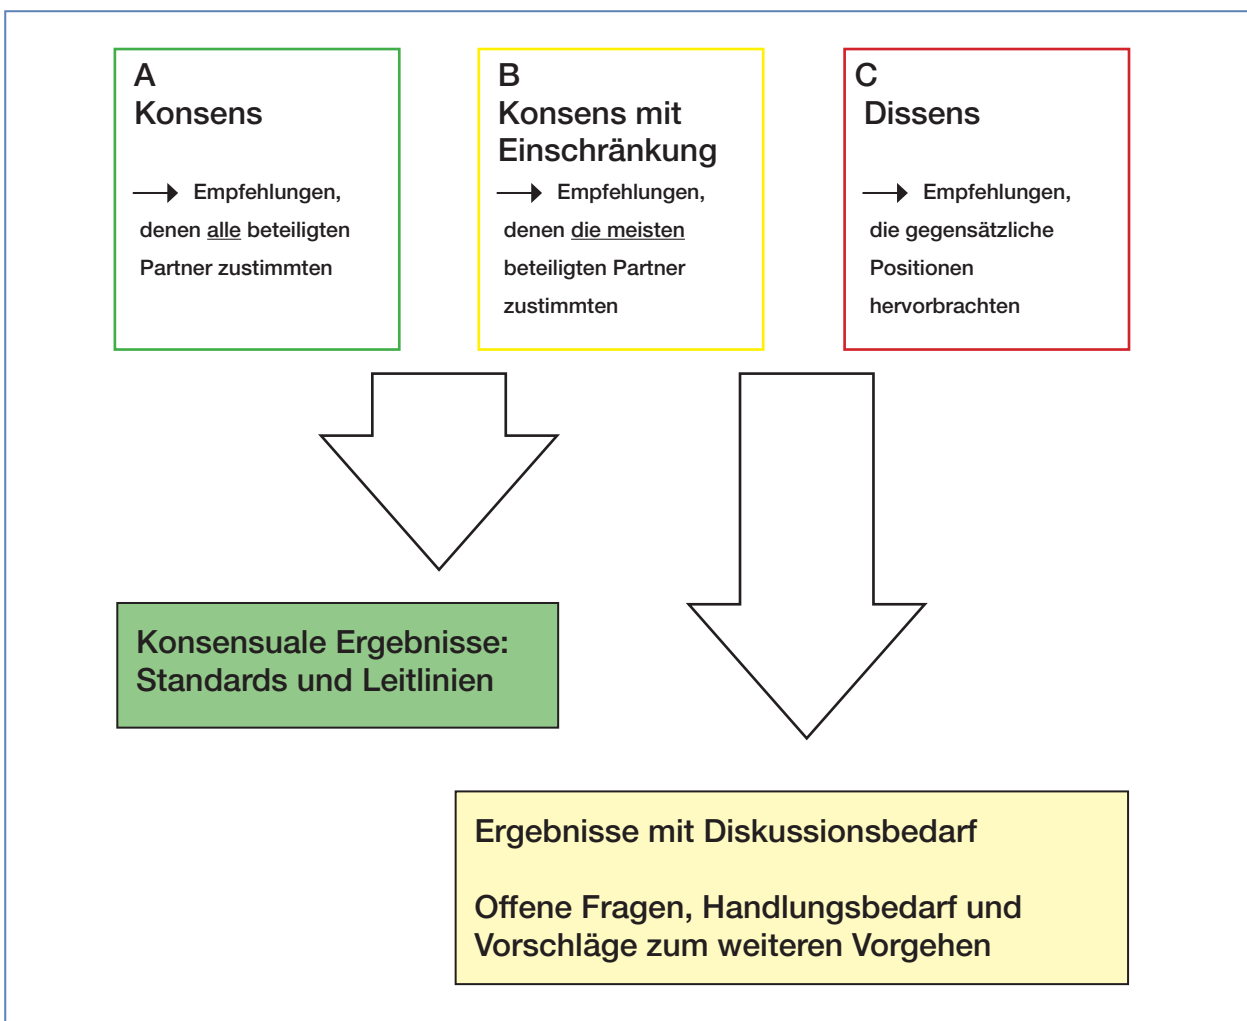 A
Konsens
Empfehlungen,
denen alle beteiligten
Partner zustimmten
B
Konsens mit
Einschränkung
Empfehlungen,
denen die meisten
beteiligten Partner
zustimmten
C
Dissens
Empfehlungen,
die gegensätzliche
Positionen
hervorbrachten
Konsensuale Ergebnisse:
Standards und Leitlinien
Ergebnisse mit Diskussionsbedarf
Offene Fragen, Handlungsbedarf und
Vorschläge zum weiteren Vorgehen